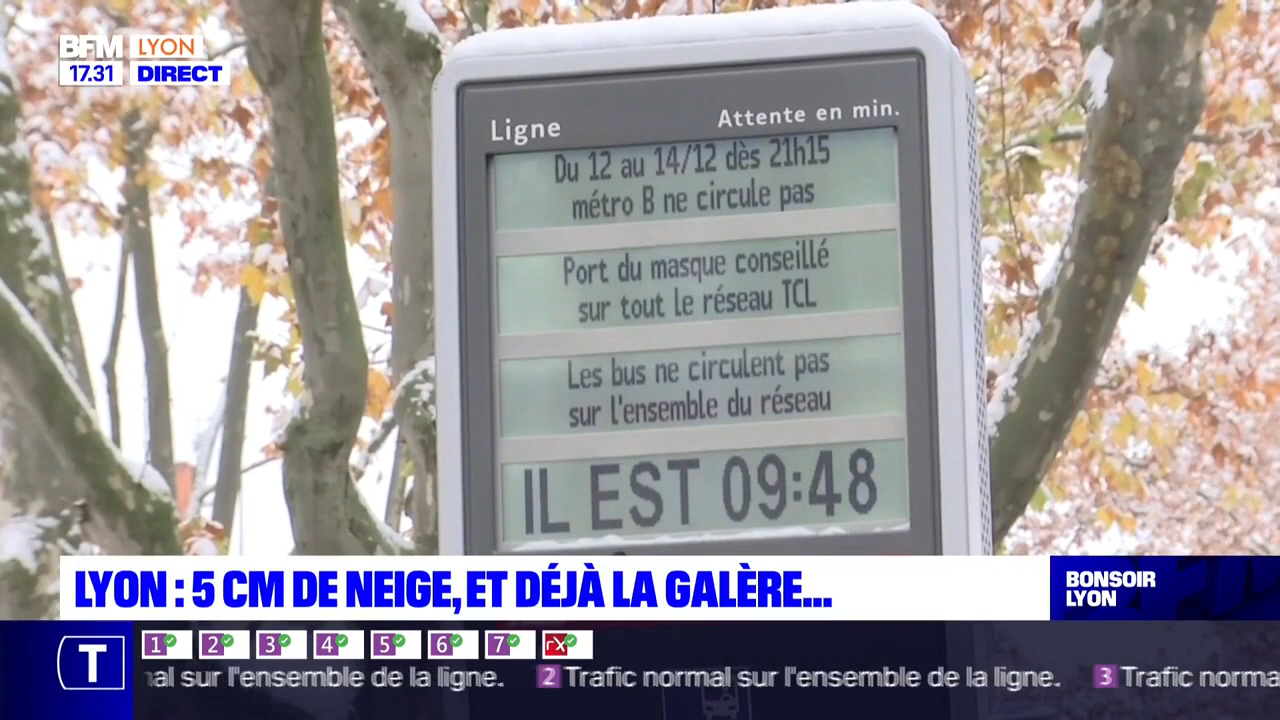 BFM LYON
17.31 DIRECT
Ligne
Attente en min.
Du 12 au 14/12 dès 21h15
métro B ne circule pas
Port du masque conseillé
sur tout le réseau TCL
Les bus ne circulent pas
sur l'ensemble du réseau
IL EST 09:48
LYON : 5 CM DE NEIGE, ET DÉJÀ LA GALÈRE...
BONSOIR
LYON
T
1 2 3 4 5 6 7 rx
al sur l'ensemble de la ligne. 2 Trafic normal sur l'ensemble de la ligne. 3 Trafic norma